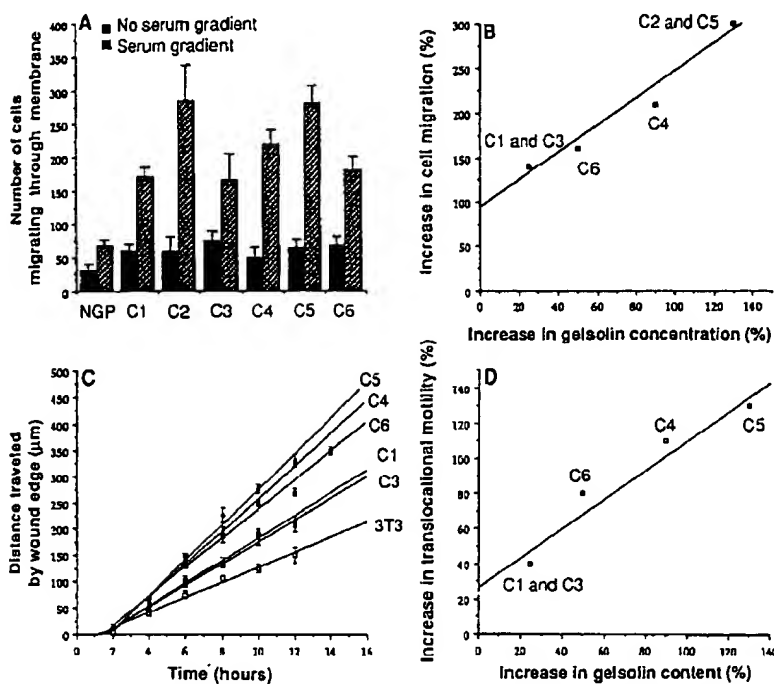 A
No serum gradient
Serum gradient
Number of cells
migrating through membrane
400
350
300
250
200
150
100
50
0
NGP C1 C2 C3 C4 C5 C6
B
Increase in cell migration (%)
300
250
200
150
100
50
0
C2 and C5
C4
C1 and C3
C6
0 20 40 60 80 100 120 140
Increase in gelsolin concentration (%)
C
Distance traveled
by wound edge (µm)
500
450
400
350
300
250
200
150
100
50
0
C5
C4
C6
C1
C3
3T3
0 2 4 6 8 10 12 14 16
Time (hours)
D
Increase in translocational motility (%)
140
120
100
80
60
40
20
0
C4
C5
C6
C1 and C3
0 20 40 60 80 100 120 140
Increase in gelsolin content (%)